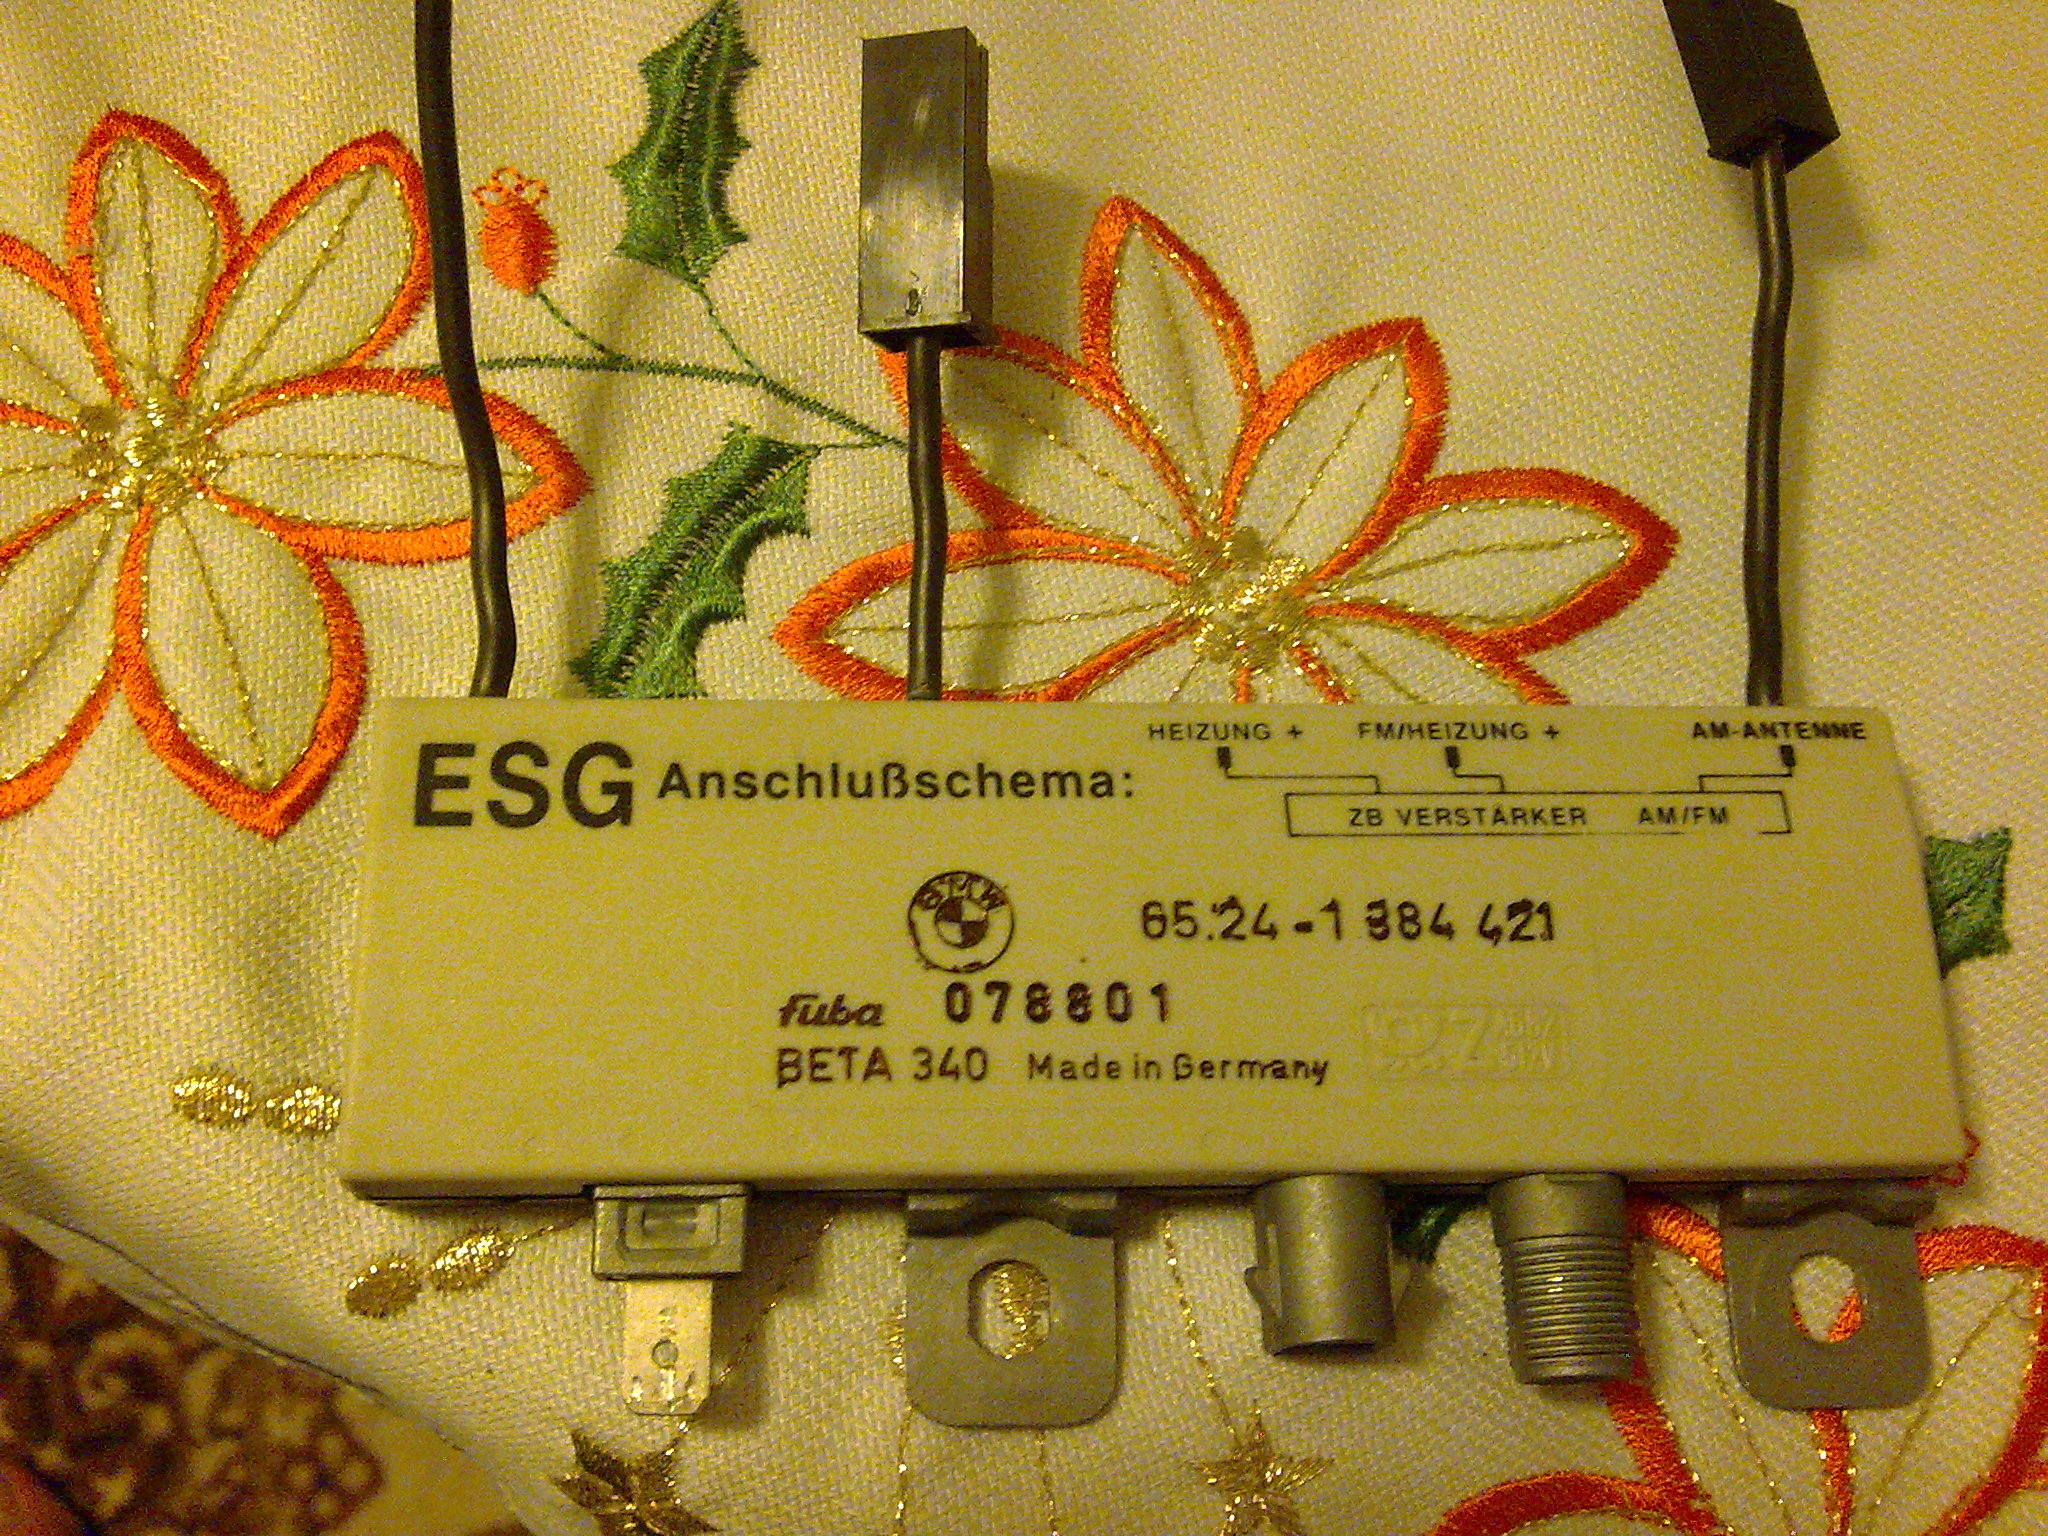 HEIZUNG + FM/HEIZUNG + AM-ANTENNE
ESG Anschlußschema:
ZB VERSTÄRKER AM/FM
BMW 65.24-1 384 421
fuba 078801
BETA 340 Made in Germany